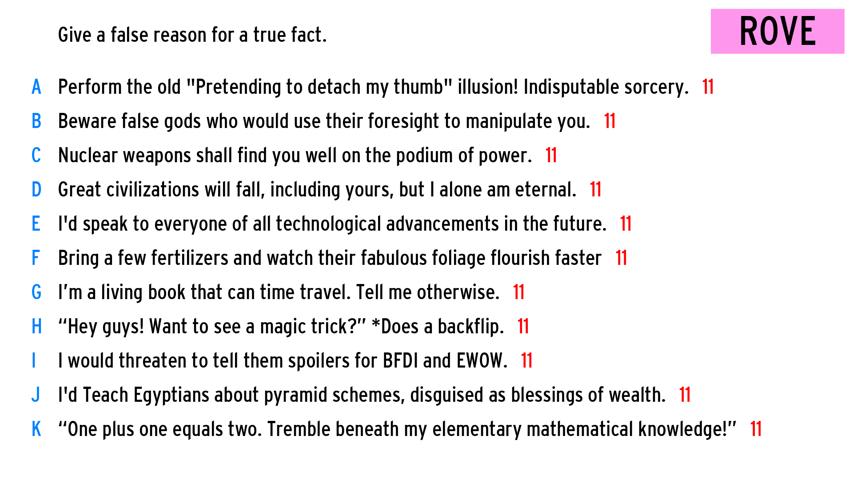 Give a false reason for a true fact.
ROVE
A Perform the old "Pretending to detach my thumb" illusion! Indisputable sorcery. 11
B Beware false gods who would use their foresight to manipulate you. 11
C Nuclear weapons shall find you well on the podium of power. 11
D Great civilizations will fall, including yours, but I alone am eternal. 11
E I'd speak to everyone of all technological advancements in the future. 11
F Bring a few fertilizers and watch their fabulous foliage flourish faster 11
G I’m a living book that can time travel. Tell me otherwise. 11
H “Hey guys! Want to see a magic trick?” *Does a backflip. 11
I I would threaten to tell them spoilers for BFDI and EWOW. 11
J I'd Teach Egyptians about pyramid schemes, disguised as blessings of wealth. 11
K “One plus one equals two. Tremble beneath my elementary mathematical knowledge!” 11